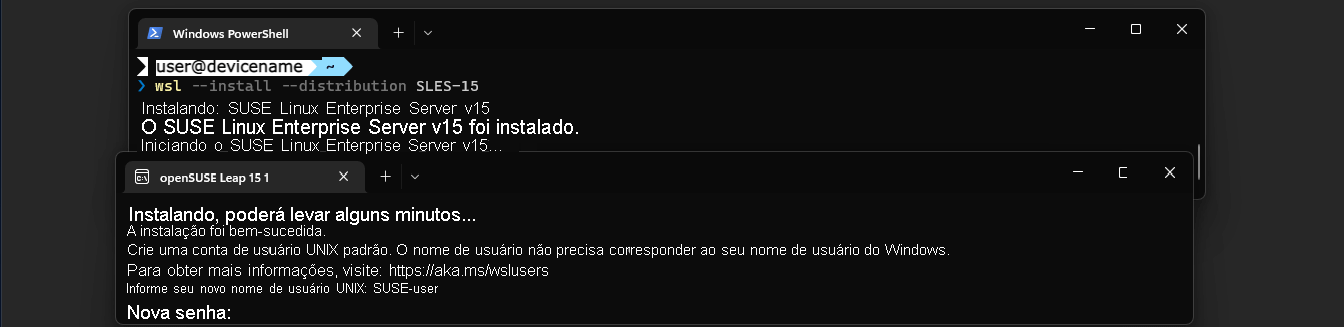 Windows PowerShell
user@devicename ~
❯ wsl --install --distribution SLES-15
Instalando: SUSE Linux Enterprise Server v15
O SUSE Linux Enterprise Server v15 foi instalado.
Iniciando o SUSE Linux Enterprise Server v15...
openSUSE Leap 15 1
Instalando, poderá levar alguns minutos...
A instalação foi bem-sucedida.
Crie uma conta de usuário UNIX padrão. O nome de usuário não precisa corresponder ao seu nome de usuário do Windows.
Para obter mais informações, visite: https://aka.ms/wslusers
Informe seu novo nome de usuário UNIX: SUSE-user
Nova senha: